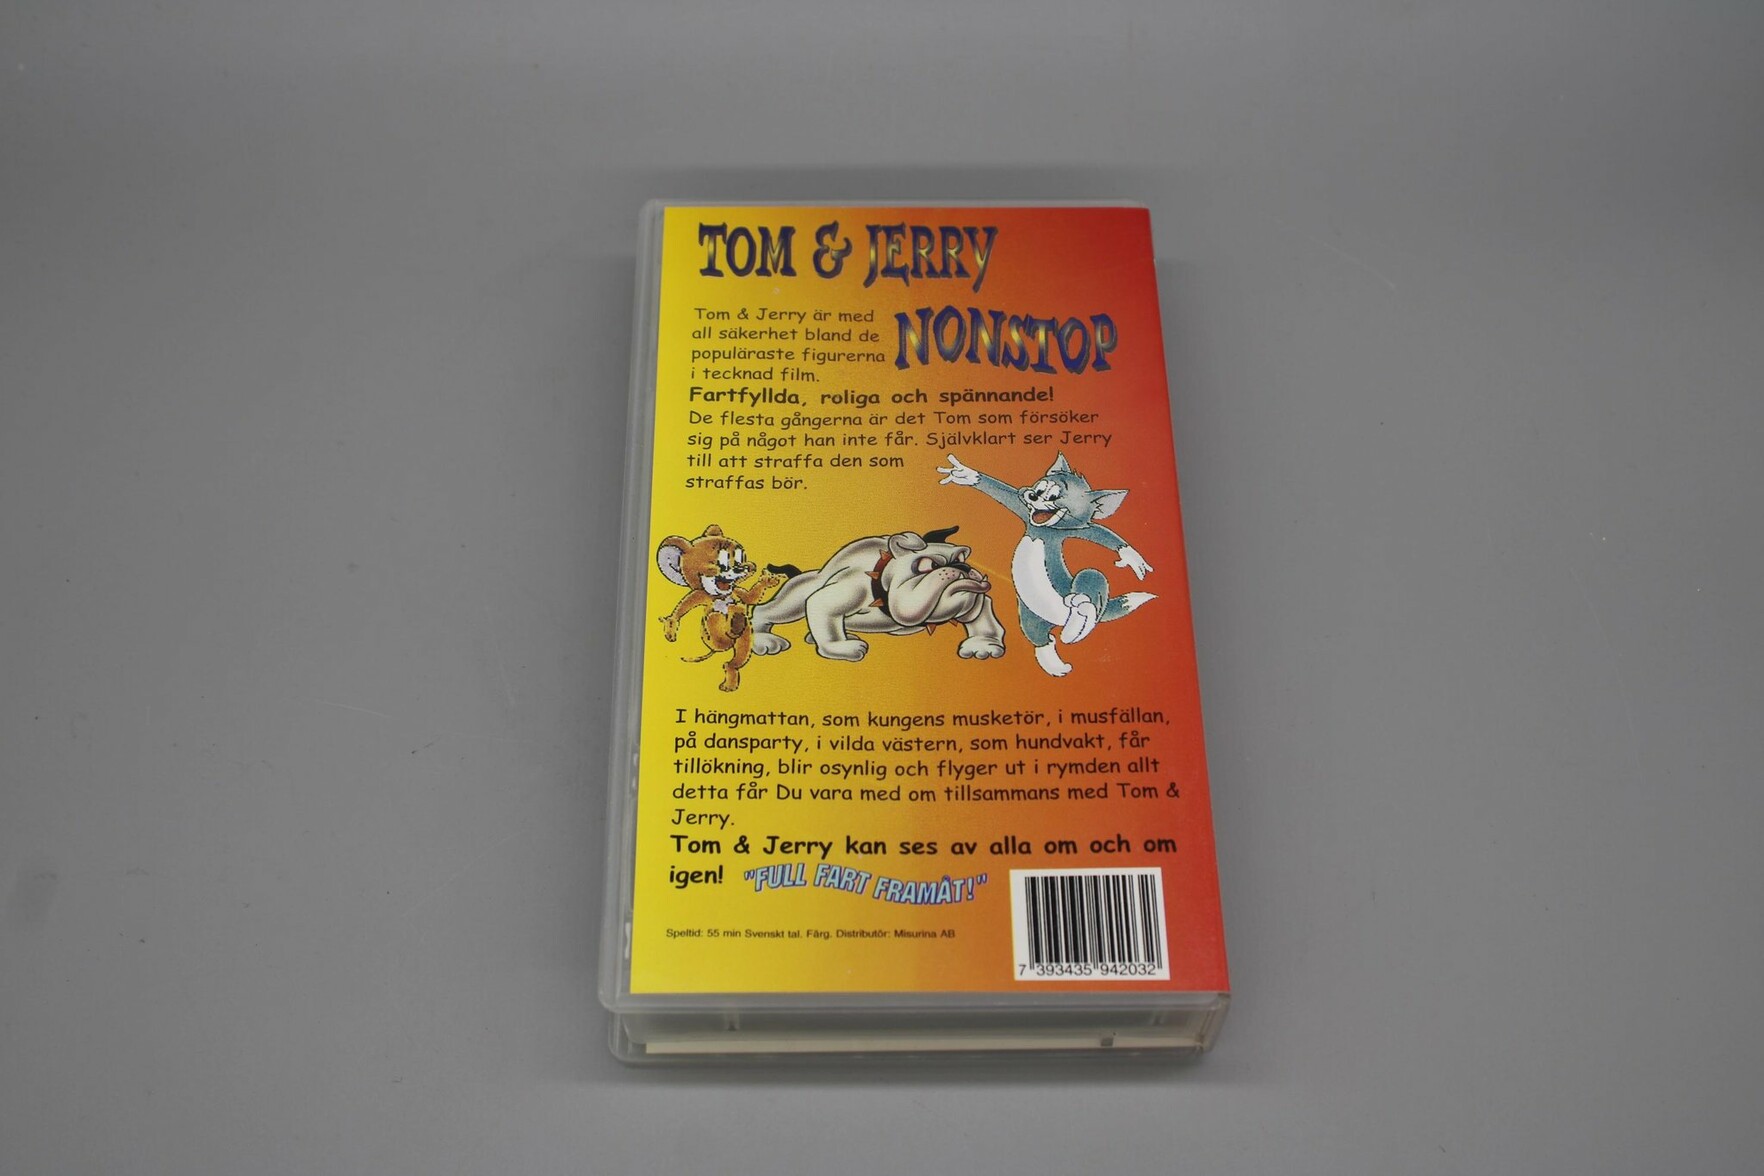 TOM & JERRY
NONSTOP
Tom & Jerry är med
all säkerhet bland de
populäraste figurerna
i tecknad film.
Fartfyllda, roliga och spännande!
De flesta gångerna är det Tom som försöker
sig på något han inte får. Självklart ser Jerry
till att straffa den som
straffas bör.
I hängmattan, som kungens musketör, i musfällan,
på dansparty, i vilda västern, som hundvakt, får
tillökning, blir osynlig och flyger ut i rymden allt
detta får Du vara med om tillsammans med Tom &
Jerry.
Tom & Jerry kan ses av alla om och om
igen! "FULL FART FRAMÅT!"
Speltid: 55 min Svenskt tal. Färg. Distributör: Misurina AB
7 393435 942032